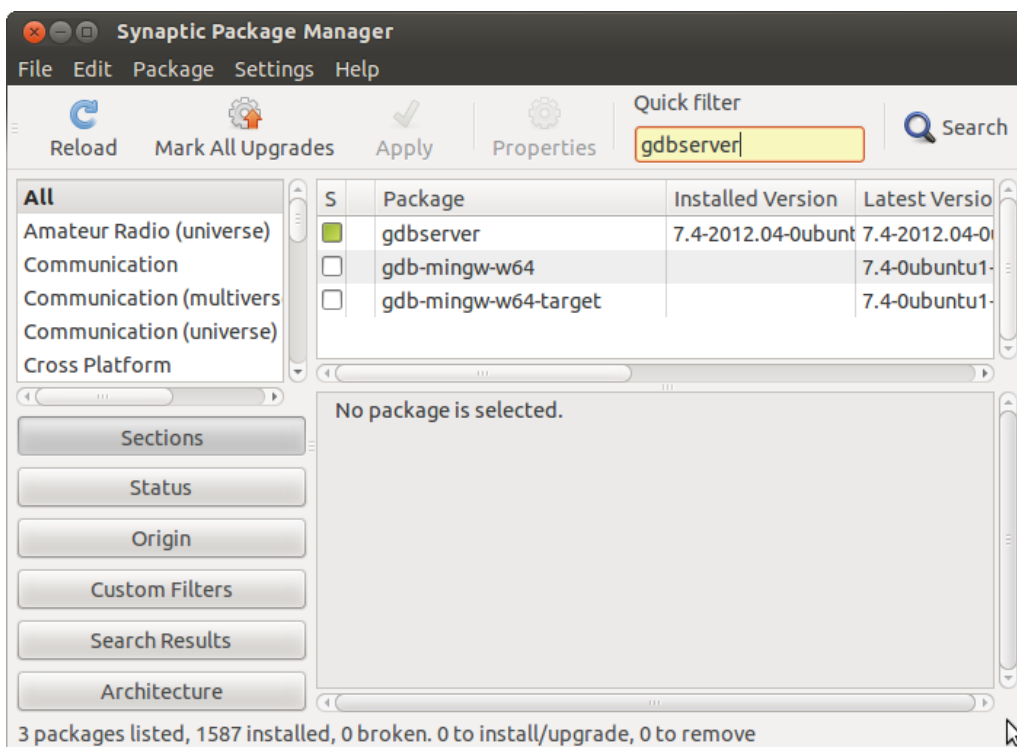 Synaptic Package Manager
File Edit Package Settings Help
Reload
Mark All Upgrades
Apply
Properties
Quick filter
gdbserver
Search
All
Amateur Radio (universe)
Communication
Communication (multivers
Communication (universe)
Cross Platform
S Package Installed Version Latest Versio
gdbserver 7.4-2012.04-0ubunt 7.4-2012.04-0u
gdb-mingw-w64 7.4-0ubuntu1-
gdb-mingw-w64-target 7.4-0ubuntu1-
Sections
Status
Origin
Custom Filters
Search Results
Architecture
No package is selected.
3 packages listed, 1587 installed, 0 broken. 0 to install/upgrade, 0 to remove